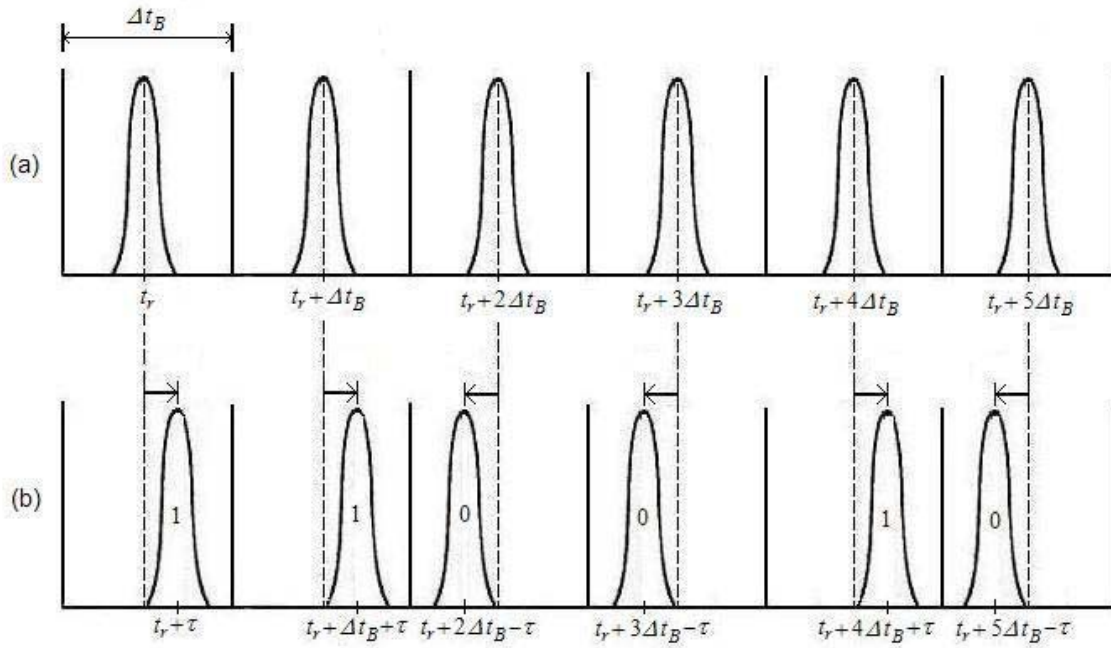 Δt_B
(a)
t_r t_r+Δt_B t_r+2Δt_B t_r+3Δt_B t_r+4Δt_B t_r+5Δt_B
(b)
1 1 0 0 1 0
t_r+τ t_r+Δt_B+τ t_r+2Δt_B−τ t_r+3Δt_B−τ t_r+4Δt_B+τ t_r+5Δt_B−τ